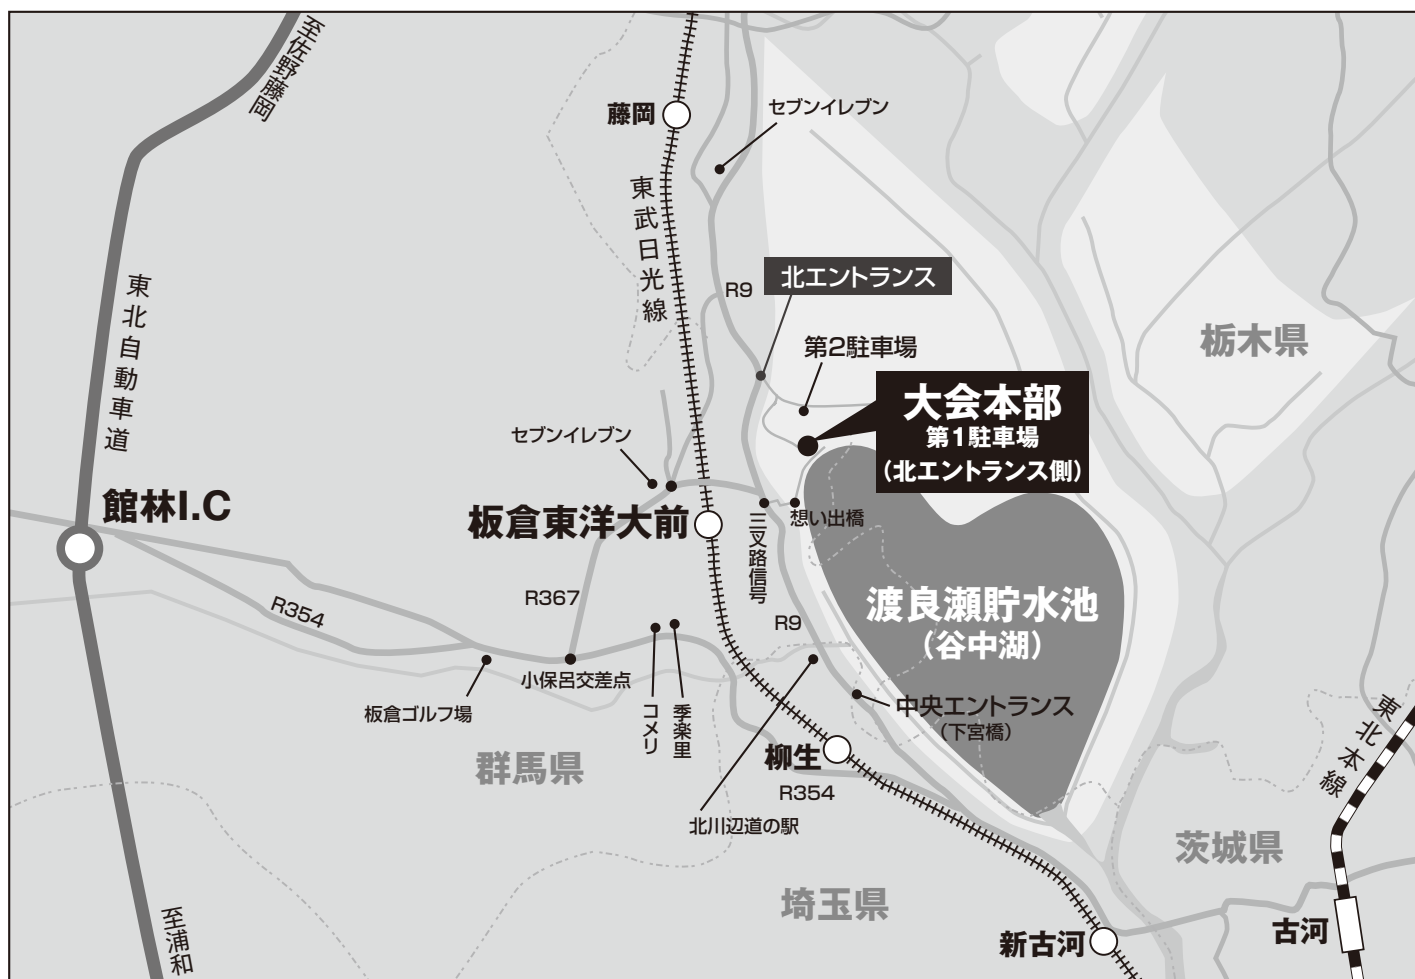 至佐野藤岡
藤岡
セブンイレブン
東武日光線
東北自動車道
R9
北エントランス
第2駐車場
栃木県
大会本部
第1駐車場
(北エントランス側)
セブンイレブン
館林I.C
板倉東洋大前
三叉路信号
想い出橋
R367
R354
R9
渡良瀬貯水池
(谷中湖)
小保呂交差点
板倉ゴルフ場
コメリ
季楽里
中央エントランス
(下宮橋)
東北本線
群馬県
柳生
R354
北川辺道の駅
茨城県
埼玉県
至浦和
新古河
古河